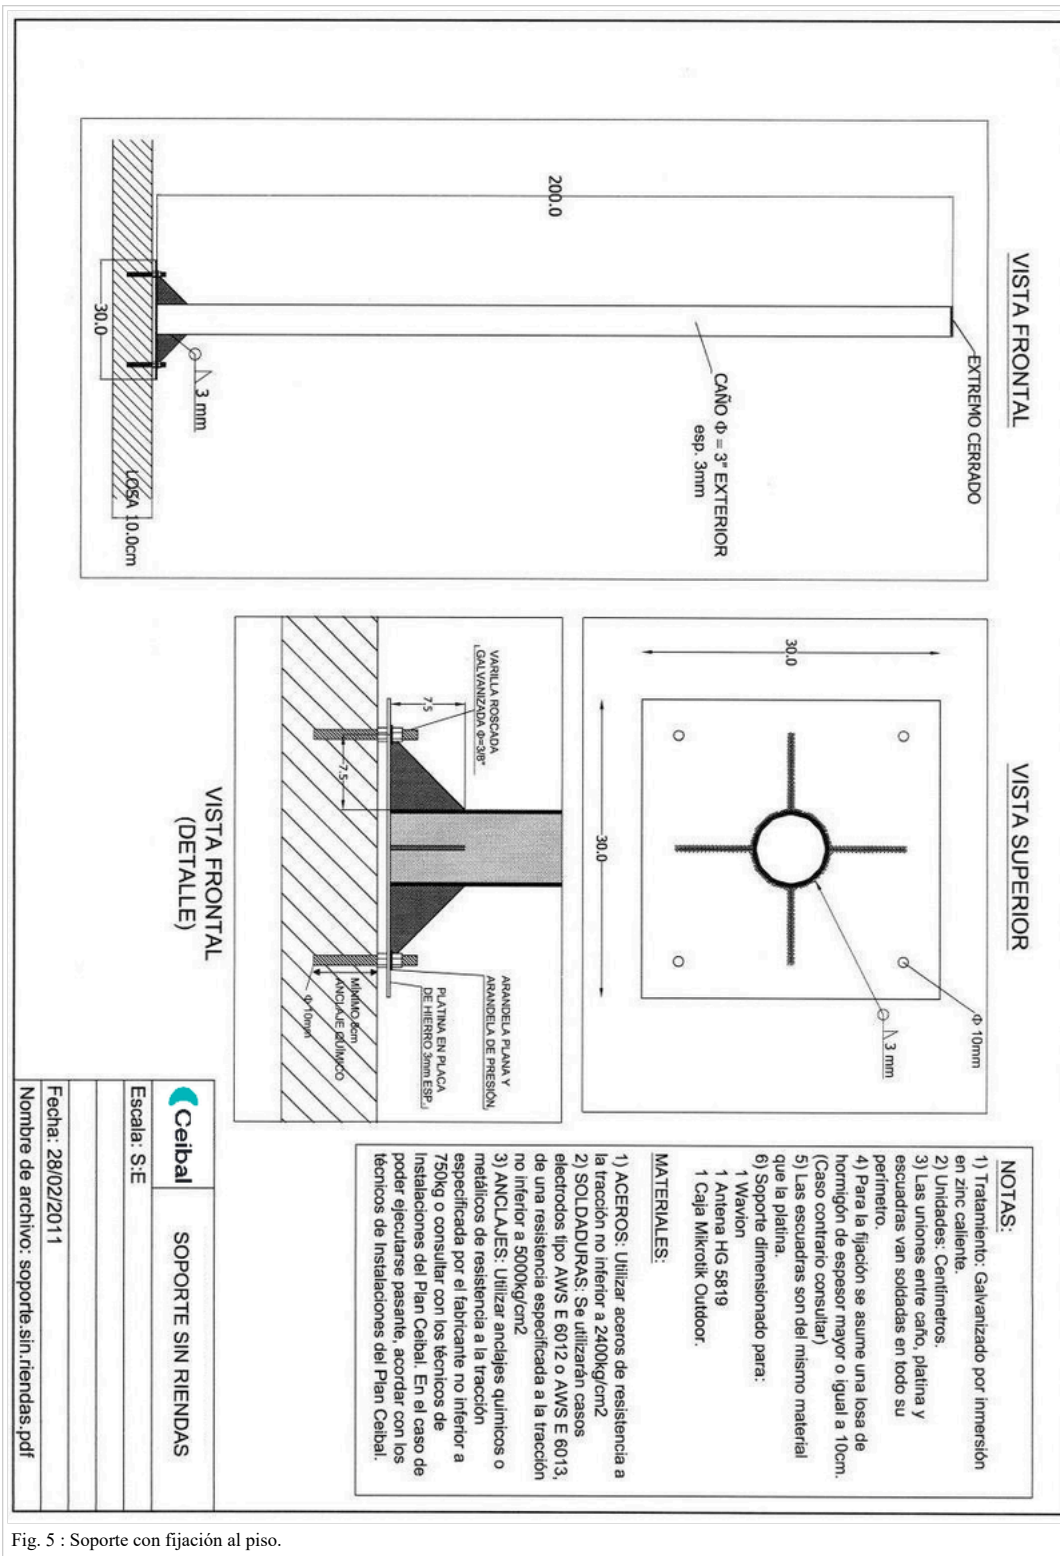 VISTA FRONTAL
EXTREMO CERRADO
200.0
CAÑO Φ = 3" EXTERIOR
esp. 3mm
3 mm
30.0
LOSA 10.0cm
VISTA SUPERIOR
30.0
30.0
Φ 10mm
3 mm
VARILLA ROSCADA
GALVANIZADA Φ=3/8"
7.5
7.5
ARANDELA PLANA Y
ARANDELA DE PRESIÓN
PLATINA EN PLACA
DE HIERRO 3mm ESP.
MÍNIMO 8cm
ANCLAJE QUÍMICO
Φ 10mm
VISTA FRONTAL
(DETALLE)
NOTAS:
1) Tratamiento: Galvanizado por inmersión
en zinc caliente.
2) Unidades: Centímetros.
3) Las uniones entre caño, platina y
escuadras van soldadas en todo su
perímetro.
4) Para la fijación se asume una losa de
hormigón de espesor mayor o igual a 10cm.
(Caso contrario consultar)
5) Las escuadras son del mismo material
que la platina.
6) Soporte dimensionado para:
1 Wavion
1 Antena HG 5819
1 Caja Mikrotik Outdoor.
MATERIALES:
1) ACEROS: Utilizar aceros de resistencia a
la tracción no inferior a 2400kg/cm2
2) SOLDADURAS: Se utilizarán casos
electrodos tipo AWS E 6012 o AWS E 6013,
de una resistencia especificada a la tracción
no inferior a 5000kg/cm2
3) ANCLAJES: Utilizar anclajes quimicos o
metálicos de resistencia a la tracción
especificada por el fabricante no inferior a
750kg o consultar con los técnicos de
Instalaciones del Plan Ceibal. En el caso de
poder ejecutarse pasante, acordar con los
técnicos de Instalaciones del Plan Ceibal.
Ceibal
SOPORTE SIN RIENDAS
Escala: S:E
Fecha: 28/02/2011
Nombre de archivo: soporte.sin.riendas.pdf
Fig. 5 : Soporte con fijación al piso.